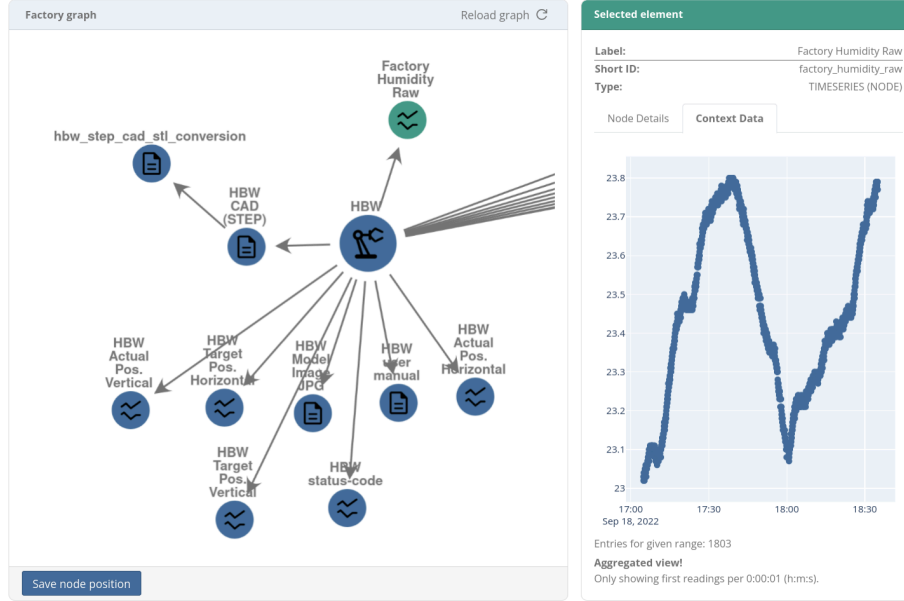 Factory graph
Reload graph
Factory
Humidity
Raw
hbw_step_cad_stl_conversion
HBW
CAD
(STEP)
HBW
HBW
Actual
Pos.
Vertical
HBW
Target
Pos.
Horizontal
HBW
Model
Image
JPG
HBW
user
manual
HBW
Actual
Pos.
Horizontal
HBW
Target
Pos.
Vertical
HBW
status-code
Save node position
Selected element
Label: Factory Humidity Raw
Short ID: factory_humidity_raw
Type: TIMESERIES (NODE)
Node Details Context Data
23.8
23.7
23.6
23.5
23.4
23.3
23.2
23.1
23
17:00 17:30 18:00 18:30
Sep 18, 2022
Entries for given range: 1803
Aggregated view!
Only showing first readings per 0:00:01 (h:m:s).